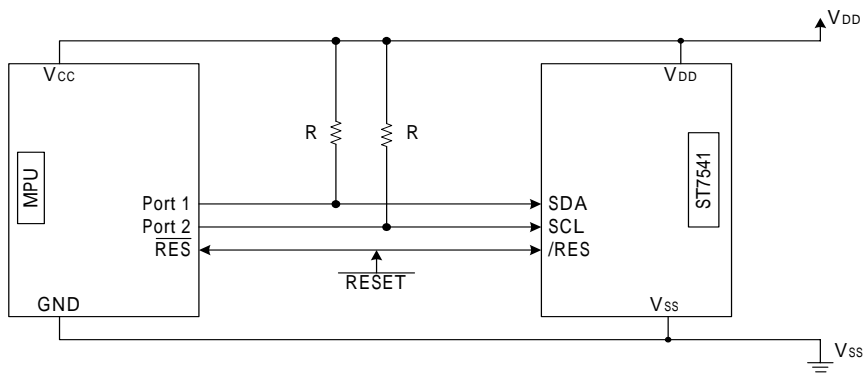 VDD
VCC
VDD
R
R
MPU
ST7541
Port 1
SDA
Port 2
SCL
RES
/RES
RESET
GND
VSS
VSS